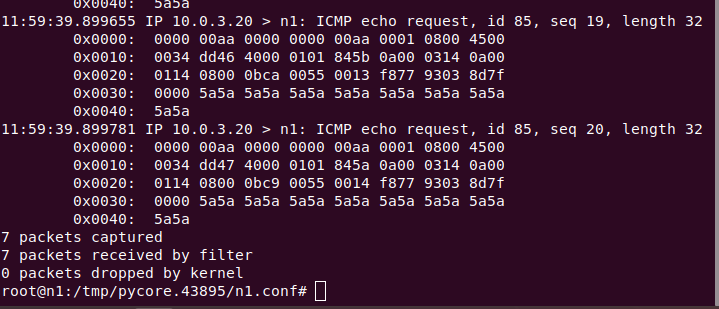 0x0040:  5a5a
11:59:39.899655 IP 10.0.3.20 > n1: ICMP echo request, id 85, seq 19, length 32
0x0000:  0000 00aa 0000 0000 00aa 0001 0800 4500
0x0010:  0034 dd46 4000 0101 845b 0a00 0314 0a00
0x0020:  0114 0800 0bca 0055 0013 f877 9303 8d7f
0x0030:  0000 5a5a 5a5a 5a5a 5a5a 5a5a 5a5a 5a5a
0x0040:  5a5a
11:59:39.899781 IP 10.0.3.20 > n1: ICMP echo request, id 85, seq 20, length 32
0x0000:  0000 00aa 0000 0000 00aa 0001 0800 4500
0x0010:  0034 dd47 4000 0101 845a 0a00 0314 0a00
0x0020:  0114 0800 0bc9 0055 0014 f877 9303 8d7f
0x0030:  0000 5a5a 5a5a 5a5a 5a5a 5a5a 5a5a 5a5a
0x0040:  5a5a
7 packets captured
7 packets received by filter
0 packets dropped by kernel
root@n1:/tmp/pycore.43895/n1.conf#